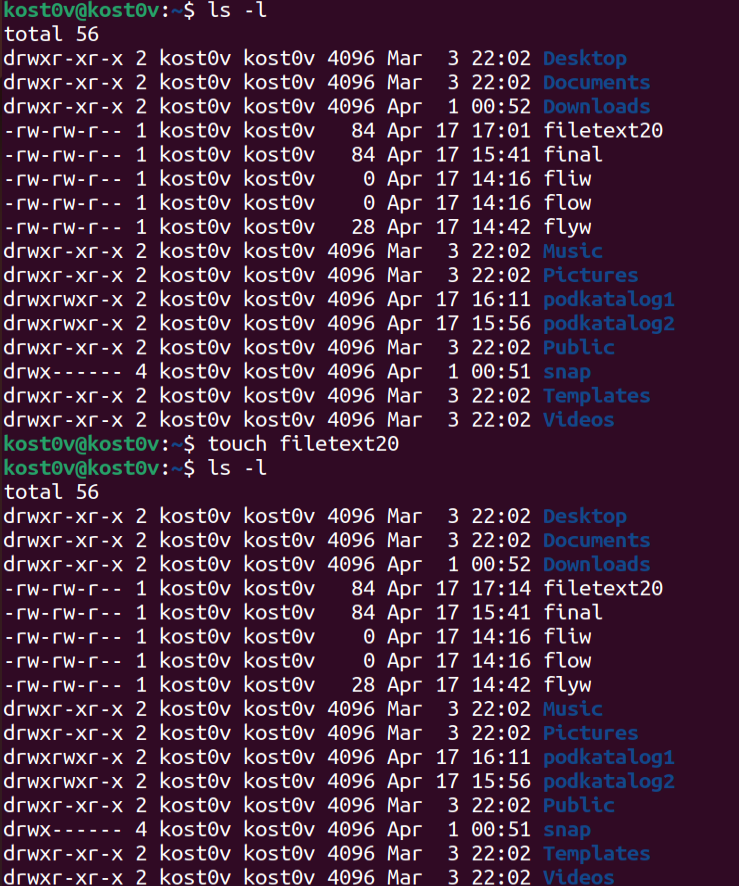 kost0v@kost0v:~$ ls -l
total 56
drwxr-xr-x 2 kost0v kost0v 4096 Mar  3 22:02 Desktop
drwxr-xr-x 2 kost0v kost0v 4096 Mar  3 22:02 Documents
drwxr-xr-x 2 kost0v kost0v 4096 Apr  1 00:52 Downloads
-rw-rw-r-- 1 kost0v kost0v   84 Apr 17 17:01 filetext20
-rw-rw-r-- 1 kost0v kost0v   84 Apr 17 15:41 final
-rw-rw-r-- 1 kost0v kost0v    0 Apr 17 14:16 fliw
-rw-rw-r-- 1 kost0v kost0v    0 Apr 17 14:16 flow
-rw-rw-r-- 1 kost0v kost0v   28 Apr 17 14:42 flyw
drwxr-xr-x 2 kost0v kost0v 4096 Mar  3 22:02 Music
drwxr-xr-x 2 kost0v kost0v 4096 Mar  3 22:02 Pictures
drwxrwxr-x 2 kost0v kost0v 4096 Apr 17 16:11 podkatalog1
drwxrwxr-x 2 kost0v kost0v 4096 Apr 17 15:56 podkatalog2
drwxr-xr-x 2 kost0v kost0v 4096 Mar  3 22:02 Public
drwx------ 4 kost0v kost0v 4096 Apr  1 00:51 snap
drwxr-xr-x 2 kost0v kost0v 4096 Mar  3 22:02 Templates
drwxr-xr-x 2 kost0v kost0v 4096 Mar  3 22:02 Videos
kost0v@kost0v:~$ touch filetext20
kost0v@kost0v:~$ ls -l
total 56
drwxr-xr-x 2 kost0v kost0v 4096 Mar  3 22:02 Desktop
drwxr-xr-x 2 kost0v kost0v 4096 Mar  3 22:02 Documents
drwxr-xr-x 2 kost0v kost0v 4096 Apr  1 00:52 Downloads
-rw-rw-r-- 1 kost0v kost0v   84 Apr 17 17:14 filetext20
-rw-rw-r-- 1 kost0v kost0v   84 Apr 17 15:41 final
-rw-rw-r-- 1 kost0v kost0v    0 Apr 17 14:16 fliw
-rw-rw-r-- 1 kost0v kost0v    0 Apr 17 14:16 flow
-rw-rw-r-- 1 kost0v kost0v   28 Apr 17 14:42 flyw
drwxr-xr-x 2 kost0v kost0v 4096 Mar  3 22:02 Music
drwxr-xr-x 2 kost0v kost0v 4096 Mar  3 22:02 Pictures
drwxrwxr-x 2 kost0v kost0v 4096 Apr 17 16:11 podkatalog1
drwxrwxr-x 2 kost0v kost0v 4096 Apr 17 15:56 podkatalog2
drwxr-xr-x 2 kost0v kost0v 4096 Mar  3 22:02 Public
drwx------ 4 kost0v kost0v 4096 Apr  1 00:51 snap
drwxr-xr-x 2 kost0v kost0v 4096 Mar  3 22:02 Templates
drwxr-xr-x 2 kost0v kost0v 4096 Mar  3 22:02 Videos